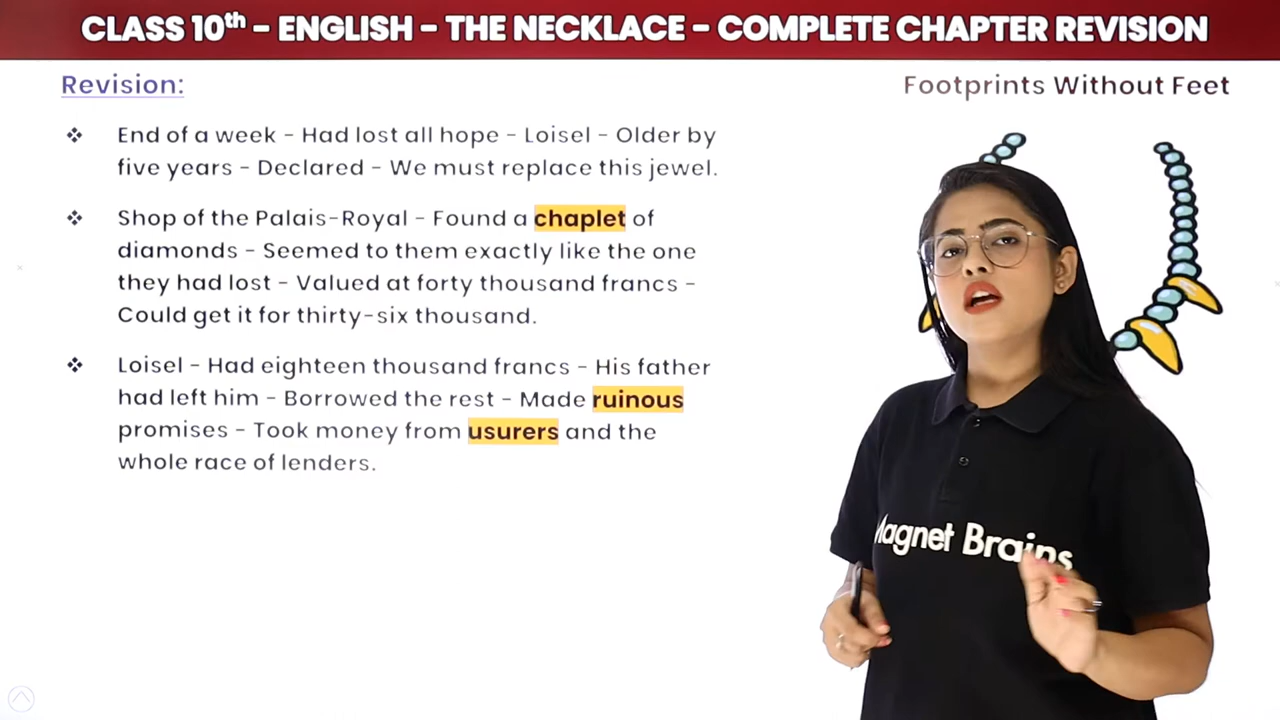 CLASS 10th - ENGLISH - THE NECKLACE - COMPLETE CHAPTER REVISION
Revision:
Footprints Without Feet
❖ End of a week - Had lost all hope - Loisel - Older by
five years - Declared - We must replace this jewel.
❖ Shop of the Palais-Royal - Found a chaplet of
diamonds - Seemed to them exactly like the one
they had lost - Valued at forty thousand francs -
Could get it for thirty-six thousand.
❖ Loisel - Had eighteen thousand francs - His father
had left him - Borrowed the rest - Made ruinous
promises - Took money from usurers and the
whole race of lenders.
Magnet Brains